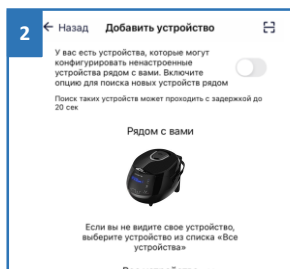 2
← Назад Добавить устройство
У вас есть устройства, которые могут
конфигурировать ненастроенные
устройства рядом с вами. Включите
опцию для поиска новых устройств рядом
Поиск таких устройств может проходить с задержкой до
20 сек
Рядом с вами
Если вы не видите свое устройство,
выберите устройство из списка «Все
устройства»